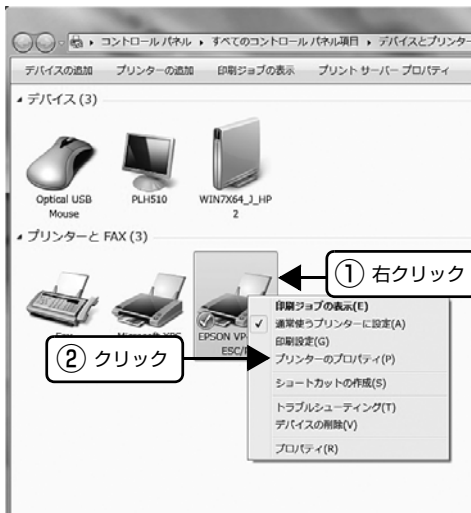 コントロール パネル ▸ すべてのコントロール パネル項目 ▸ デバイスとプリンター
デバイスの追加 プリンターの追加 印刷ジョブの表示 プリント サーバー プロパティ
デバイス (3)
Optical USB
Mouse
PLH510
WIN7X64_J_HP
2
プリンターと FAX (3)
① 右クリック
Fax
Microsoft XPS
EPSON VP-
ESC/P
印刷ジョブの表示(E)
通常使うプリンターに設定(A)
印刷設定(G)
② クリック
プリンターのプロパティ(P)
ショートカットの作成(S)
トラブルシューティング(T)
デバイスの削除(V)
プロパティ(R)